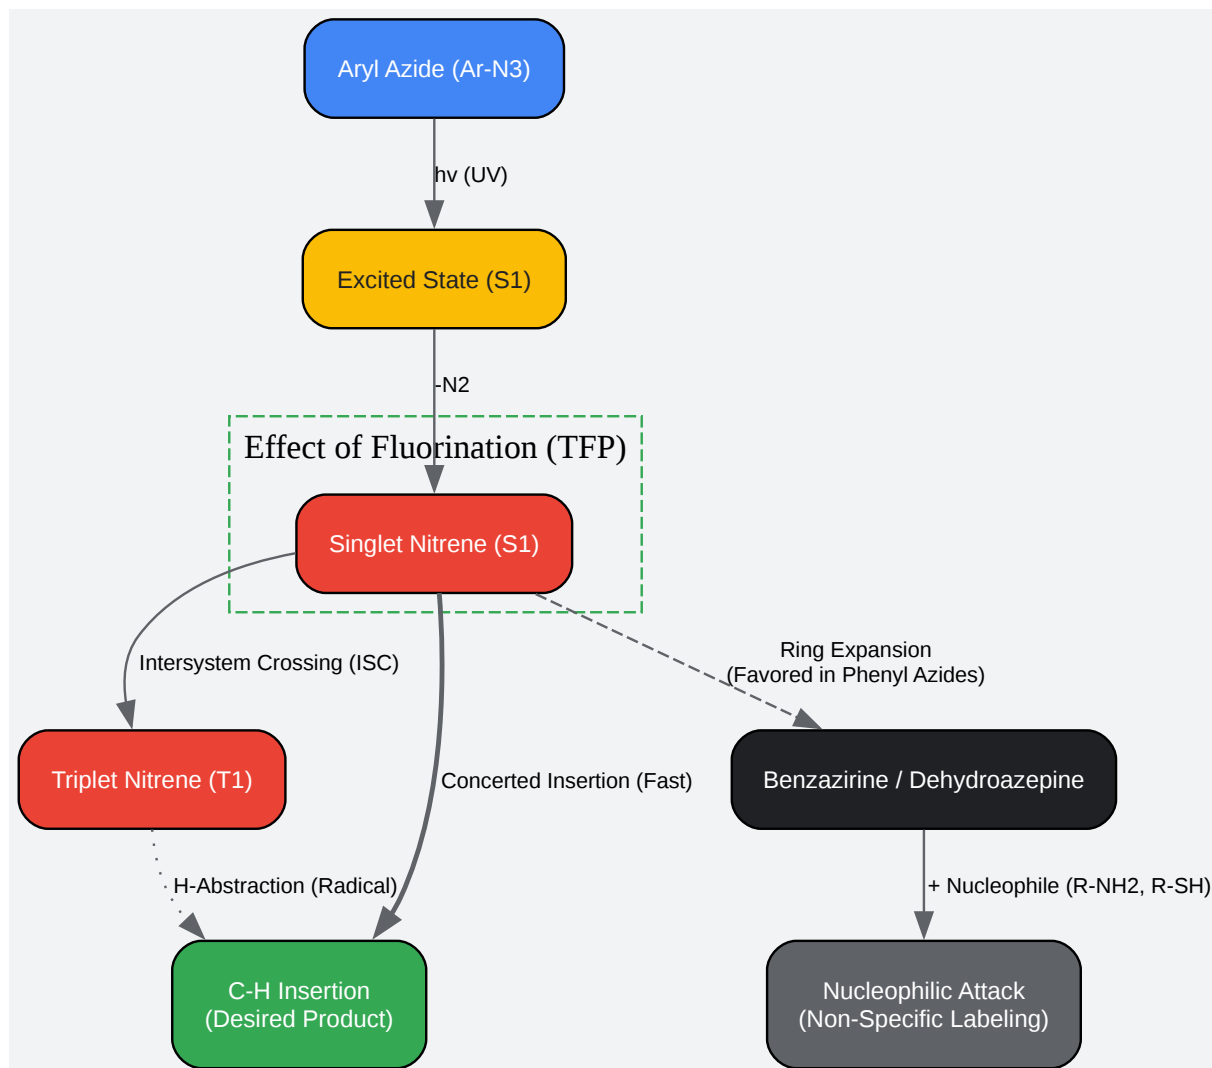 Aryl Azide (Ar-N3)
hv (UV)
Excited State (S1)
-N2
Effect of Fluorination (TFP)
Singlet Nitrene (S1)
Intersystem Crossing (ISC)
Ring Expansion
(Favored in Phenyl Azides)
Triplet Nitrene (T1)
Concerted Insertion (Fast)
Benzazirine / Dehydroazepine
H-Abstraction (Radical)
+ Nucleophile (R-NH2, R-SH)
C-H Insertion
(Desired Product)
Nucleophilic Attack
(Non-Specific Labeling)